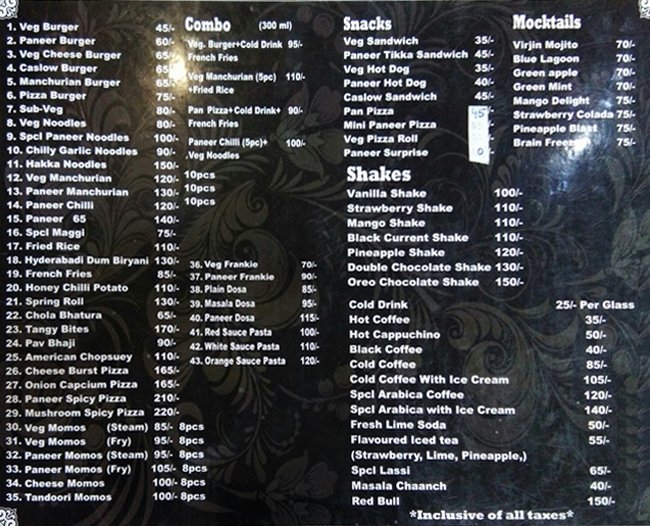 1. Veg Burger 45/-
2. Paneer Burger 60/-
3. Veg Cheese Burger 65/-
4. Caslow Burger
5. Manchurian Burger
6. Pizza Burger 75/-
7. Sub-Veg 80/-
8. Veg Noodles 80/-
9. Spcl Paneer Noodles 100/-
10. Chilly Garlic Noodles 90/-
11. Hakka Noodles 150/-
12. Veg Manchurian 120/-
13. Paneer Manchurian 130/-
14. Paneer Chilli 120/-
15. Paneer 65 140/-
16. Spcl Maggi 75/-
17. Fried Rice 110/-
18. Hyderabadi Dum Biryani 130/-
19. French Fries 85/-
20. Honey Chilli Potato 110/-
21. Spring Roll 130/-
22. Chola Bhatura 65/-
23. Tangy Bites 170/-
24. Pav Bhaji 90/-
25. American Chopsuey 110/-
26. Cheese Burst Pizza 165/-
27. Onion Capcium Pizza 165/-
28. Paneer Spicy Pizza 210/-
29. Mushroom Spicy Pizza 220/-
30. Veg Momos (Steam) 85/- 8pcs
31. Veg Momos (Fry) 95/- 8pcs
32. Paneer Momos (Steam) 95/- 8pcs
33. Paneer Momos (Fry) 105/- 8pcs
34. Cheese Momos 100/- 8pcs
35. Tandoori Momos 100/- 8pcs
10pcs
10pcs
10pcs
Combo (300 ml)
Veg. Burger+Cold Drink 95/-
French Fries
Veg Manchurian (5pc) 110/-
+Fried Rice
Pan Pizza+Cold Drink+ 90/-
French Fries
Paneer Chilli (5pc)+ 100/-
Veg Noodles
36. Veg Frankie 70/-
37. Paneer Frankie 90/-
38. Plain Dosa 85/-
39. Masala Dosa 95/-
40. Paneer Dosa 115/-
41. Red Sauce Pasta 100/-
42. White Sauce Pasta 110/-
43. Orange Sauce Pasta 120/-
Snacks
Veg Sandwich 35/-
Paneer Tikka Sandwich 45/-
Veg Hot Dog 35/-
Paneer Hot Dog 40/-
Caslow Sandwich 45/-
Pan Pizza 45
Mini Paneer Pizza
Veg Pizza Roll
Paneer Surprise
Shakes
Vanilla Shake 100/-
Strawberry Shake 110/-
Mango Shake 110/-
Black Current Shake 110/-
Pineapple Shake 120/-
Double Chocolate Shake 130/-
Oreo Chocolate Shake 150/-
Cold Drink 25/- Per Glass
Hot Coffee 35/-
Hot Cappuchino 50/-
Black Coffee 40/-
Cold Coffee 85/-
Cold Coffee With Ice Cream 105/-
Spcl Arabica Coffee 120/-
Spcl Arabica with Ice Cream 140/-
Fresh Lime Soda 50/-
Flavoured Iced tea 55/-
(Strawberry, Lime, Pineapple,)
Spcl Lassi 65/-
Masala Chaanch 40/-
Red Bull 150/-
*Inclusive of all taxes*
Mocktails
Virjin Mojito 70/-
Blue Lagoon 70/-
Green apple 70/-
Green Mint 70/-
Mango Delight 75/-
Strawberry Colada 75/-
Pineapple Blast 75/-
Brain Freezer 75/-